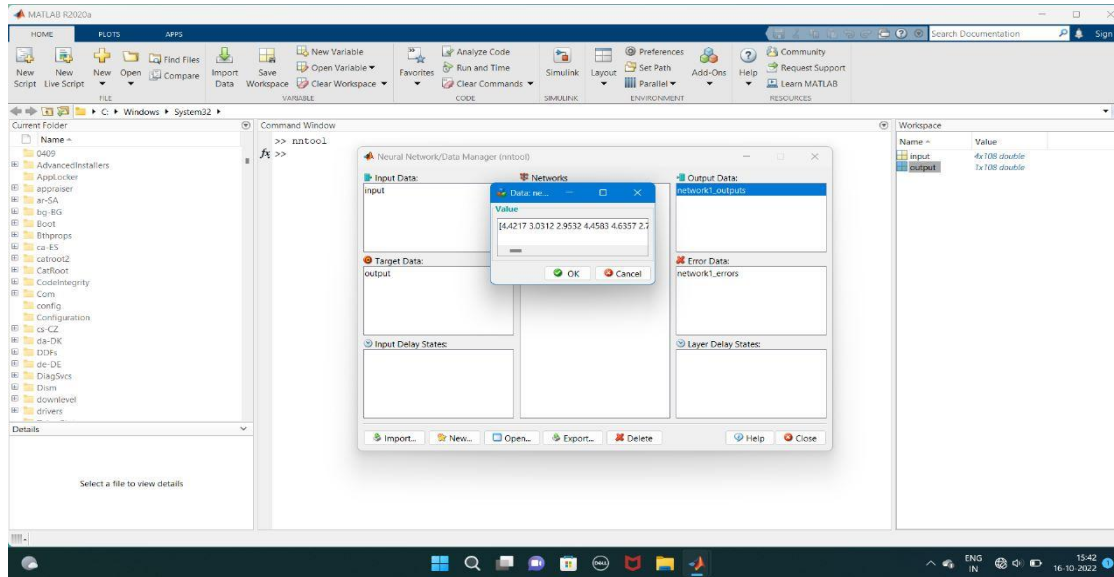 MATLAB R2020a
HOME PLOTS APPS
Search Documentation
Sign
New Script
New Live Script
New
Open
Find Files
Compare
Import Data
Save Workspace
New Variable
Open Variable
Clear Workspace
Favorites
Analyze Code
Run and Time
Clear Commands
Simulink
Layout
Preferences
Set Path
Parallel
Add-Ons
Help
Community
Request Support
Learn MATLAB
FILE VARIABLE CODE SIMULINK ENVIRONMENT RESOURCES
C: Windows System32
Current Folder
Name
0409
AdvancedInstallers
AppLocker
appraiser
ar-SA
bg-BG
Boot
Bthprops
ca-ES
catroot2
CatRoot
CodeIntegrity
Com
config
Configuration
cs-CZ
da-DK
DDFs
de-DE
DiagSvcs
Dism
downlevel
drivers
Details
Select a file to view details
Command Window
>> nntool
fx >>
Neural Network/Data Manager (nntool)
Input Data:
input
Networks
Output Data:
network1_outputs
Target Data:
output
Error Data:
network1_errors
Input Delay States:
Layer Delay States:
Import... New... Open... Export... Delete Help Close
Data: ne...
Value
[4.4217 3.0312 2.9532 4.4583 4.6357 2.7
OK Cancel
Workspace
Name Value
input 4x108 double
output 1x108 double
DELL
ENG
IN
15:42
16-10-2022